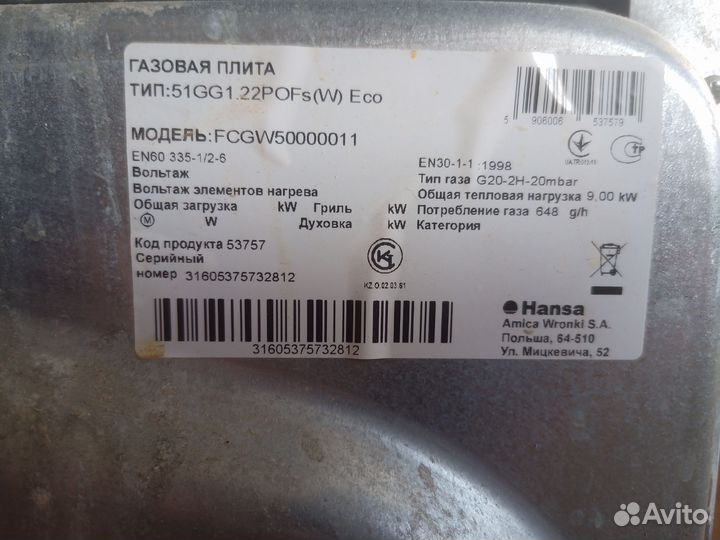 ГАЗОВАЯ ПЛИТА
ТИП:51GG1.22POFs(W) Eco
5 906006 537579
МОДЕЛЬ:FCGW50000011
EN60 335-1/2-6
Вольтаж
Вольтаж элементов нагрева
Общая загрузка kW Гриль kW
M W Духовка kW
EN30-1-1 :1998
Тип газа G20-2H-20mbar
Общая тепловая нагрузка 9.00 kW
Потребление газа 648 g/h
Категория
Код продукта 53757
Серийный
номер 31605375732812
KZ.O.02.0361
31605375732812
Hansa
Amica Wronki S.A.
Польша, 64-510
Ул. Мицкевича, 52
Avito